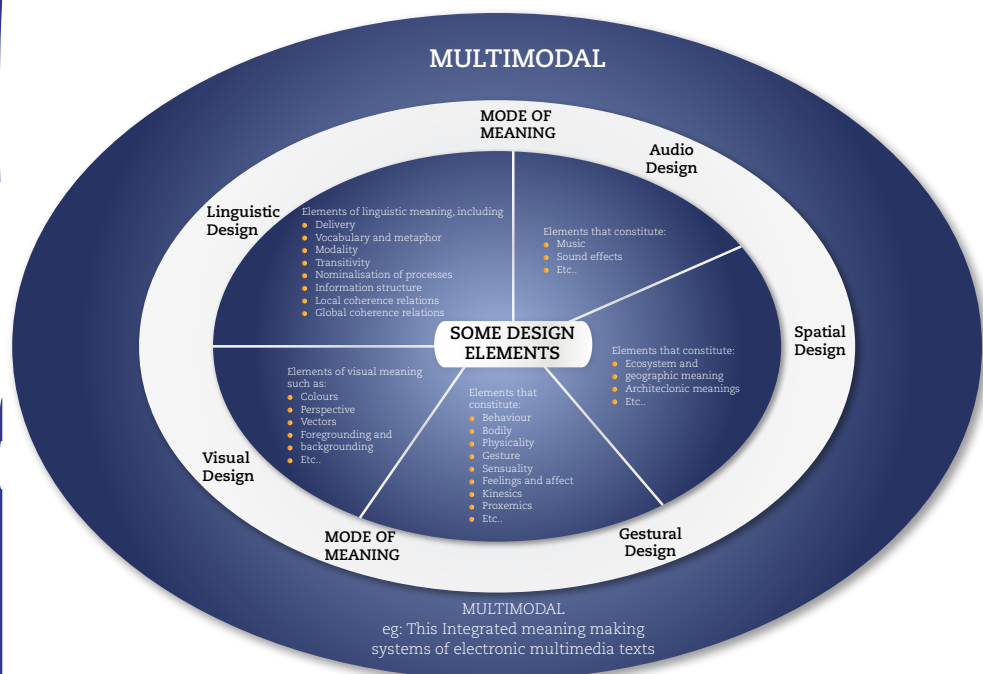 MULTIMODAL
MODE OF
MEANING
Audio
Design
Linguistic
Design
Elements of linguistic meaning, including
Delivery
Vocabulary and metaphor
Modality
Transitivity
Nominalisation of processes
Information structure
Local coherence relations
Global coherence relations
Elements that constitute:
Music
Sound effects
Etc..
SOME DESIGN
ELEMENTS
Spatial
Design
Elements that constitute:
Ecosystem and
geographic meaning
Architeclonic meanings
Etc..
Elements of visual meaning
such as:
Colours
Perspective
Vectors
Foregrounding and
backgrounding
Etc..
Elements that
constitute:
Behaviour
Bodily
Physicality
Gesture
Sensuality
Feelings and affect
Kinesics
Proxemics
Etc..
Visual
Design
MODE OF
MEANING
Gestural
Design
MULTIMODAL
eg: This Integrated meaning making
systems of electronic multimedia texts